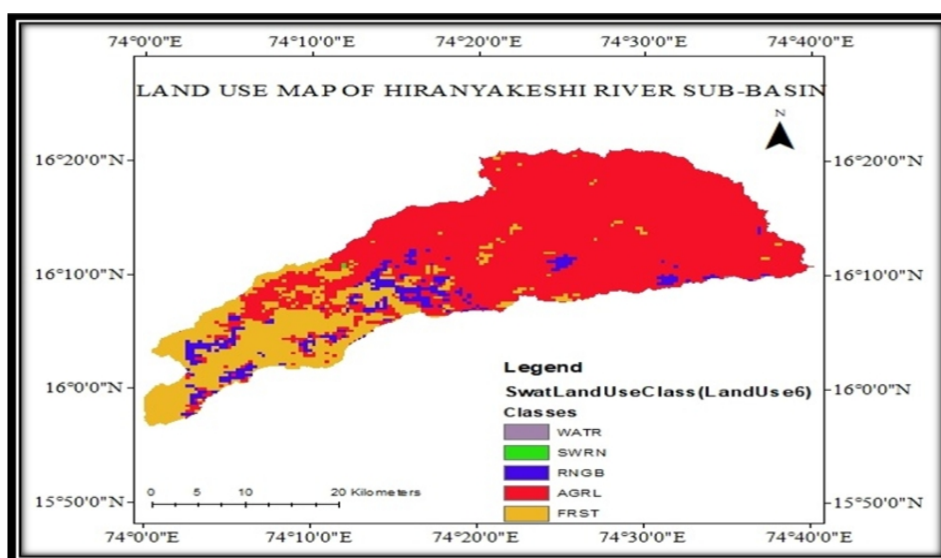 74°0'0"E 74°10'0"E 74°20'0"E 74°30'0"E 74°40'0"E
LAND USE MAP OF HIRANYAKESHI RIVER SUB-BASIN
N
16°20'0"N 16°20'0"N
16°10'0"N 16°10'0"N
16°0'0"N 16°0'0"N
15°50'0"N 15°50'0"N
Legend
SwatLandUseClass(LandUse6)
Classes
WATR
SWRN
RNGB
AGRL
FRST
0 5 10 20 Kilometers
74°0'0"E 74°10'0"E 74°20'0"E 74°30'0"E 74°40'0"E